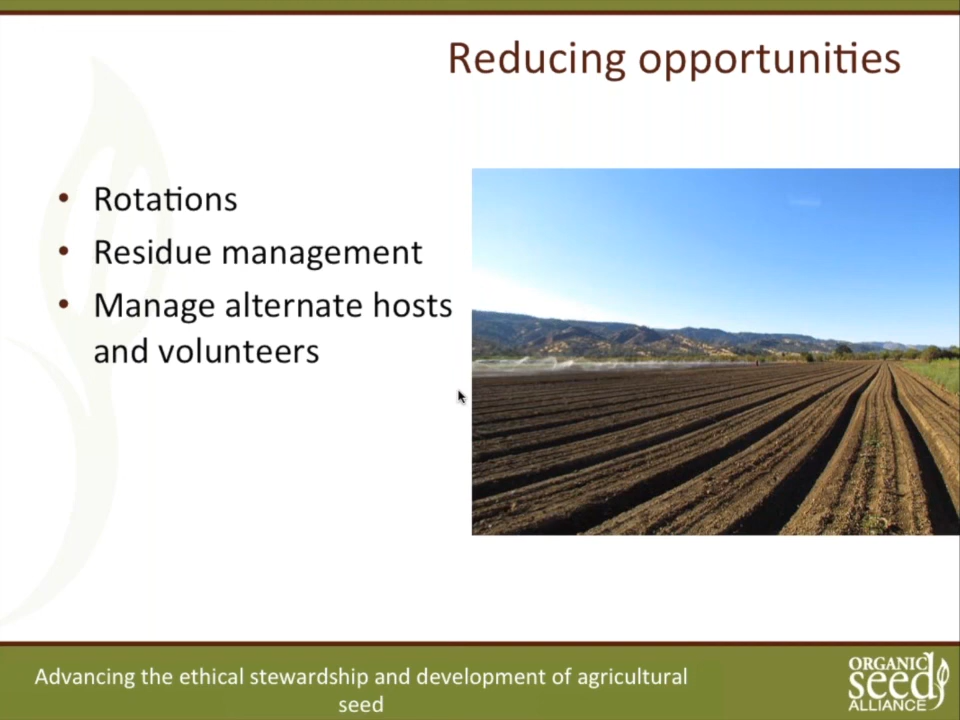 Reducing opportunities
• Rotations
• Residue management
• Manage alternate hosts
and volunteers
Advancing the ethical stewardship and development of agricultural
seed
ORGANIC
seed
ALLIANCE